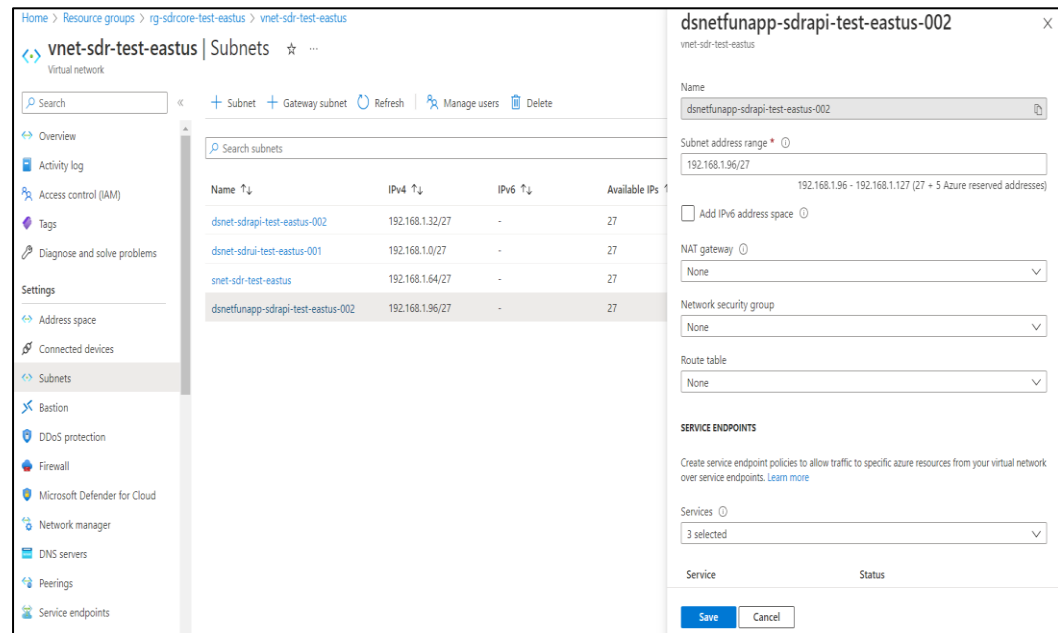 Home > Resource groups > rg-sdrcore-test-eastus > vnet-sdr-test-eastus
vnet-sdr-test-eastus | Subnets ☆ ...
Virtual network
Search «
Overview
Activity log
Access control (IAM)
Tags
Diagnose and solve problems
Settings
Address space
Connected devices
Subnets
Bastion
DDoS protection
Firewall
Microsoft Defender for Cloud
Network manager
DNS servers
Peerings
Service endpoints
+ Subnet + Gateway subnet Refresh Manage users Delete
Search subnets
Name ↑↓ IPv4 ↑↓ IPv6 ↑↓ Available IPs
dsnet-sdrapi-test-eastus-002 192.168.1.32/27 - 27
dsnet-sdrui-test-eastus-001 192.168.1.0/27 - 27
snet-sdr-test-eastus 192.168.1.64/27 - 27
dsnetfunapp-sdrapi-test-eastus-002 192.168.1.96/27 - 27
dsnetfunapp-sdrapi-test-eastus-002 X
vnet-sdr-test-eastus
Name
dsnetfunapp-sdrapi-test-eastus-002
Subnet address range *
192.168.1.96/27
192.168.1.96 - 192.168.1.127 (27 + 5 Azure reserved addresses)
Add IPv6 address space
NAT gateway
None
Network security group
None
Route table
None
SERVICE ENDPOINTS
Create service endpoint policies to allow traffic to specific azure resources from your virtual network
over service endpoints. Learn more
Services
3 selected
Service Status
Save Cancel